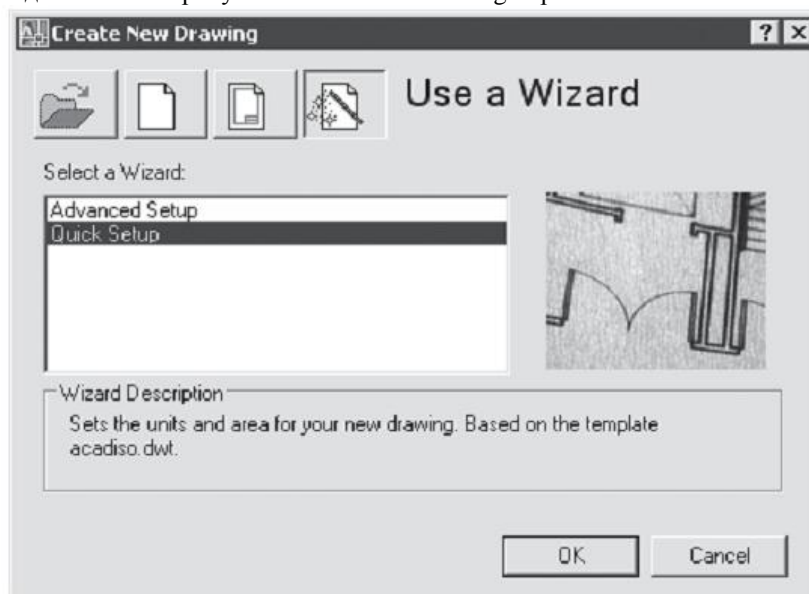 Create New Drawing
Use a Wizard
Select a Wizard:
Advanced Setup
Quick Setup
Wizard Description
Sets the units and area for your new drawing. Based on the template
acadiso.dwt.
OK
Cancel